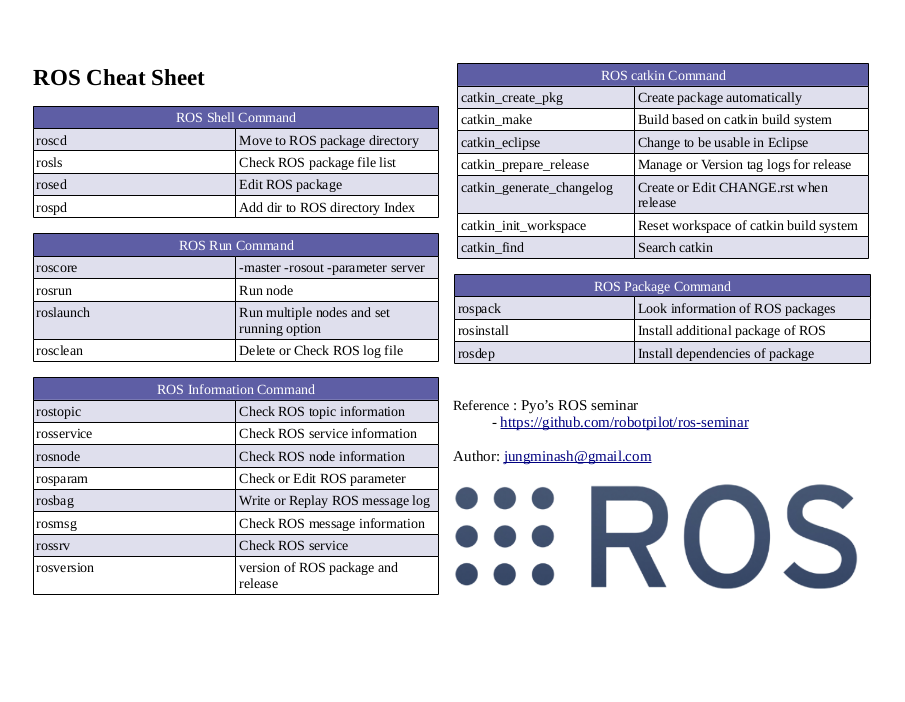 ROS Cheat Sheet
ROS Shell Command
roscd Move to ROS package directory
rosls Check ROS package file list
rosed Edit ROS package
rospd Add dir to ROS directory Index
ROS Run Command
roscore -master -rosout -parameter server
rosrun Run node
roslaunch Run multiple nodes and set
running option
rosclean Delete or Check ROS log file
ROS Information Command
rostopic Check ROS topic information
rosservice Check ROS service information
rosnode Check ROS node information
rosparam Check or Edit ROS parameter
rosbag Write or Replay ROS message log
rosmsg Check ROS message information
rossrv Check ROS service
rosversion version of ROS package and
release
ROS catkin Command
catkin_create_pkg Create package automatically
catkin_make Build based on catkin build system
catkin_eclipse Change to be usable in Eclipse
catkin_prepare_release Manage or Version tag logs for release
catkin_generate_changelog Create or Edit CHANGE.rst when
release
catkin_init_workspace Reset workspace of catkin build system
catkin_find Search catkin
ROS Package Command
rospack Look information of ROS packages
rosinstall Install additional package of ROS
rosdep Install dependencies of package
Reference : Pyo’s ROS seminar
- https://github.com/robotpilot/ros-seminar
Author: jungminash@gmail.com
ROS